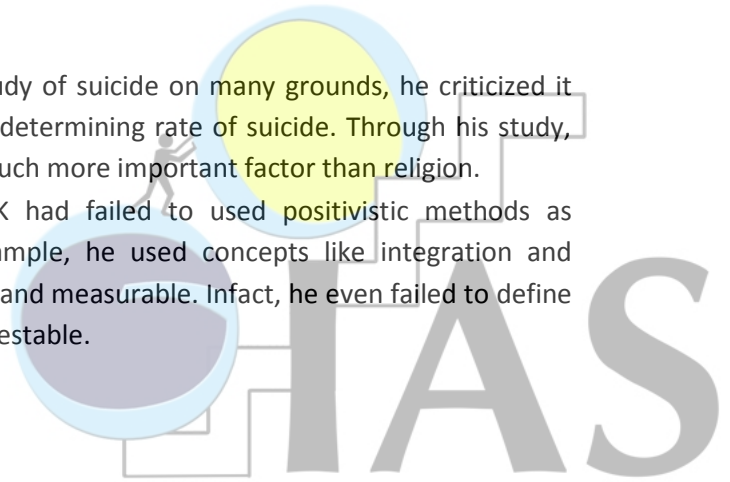 udy of suicide on many grounds, he criticized it
determining rate of suicide. Through his study,
uch more important factor than religion.
K had failed to used positivistic methods as
ample, he used concepts like integration and
and measurable. Infact, he even failed to define
estable.
IAS